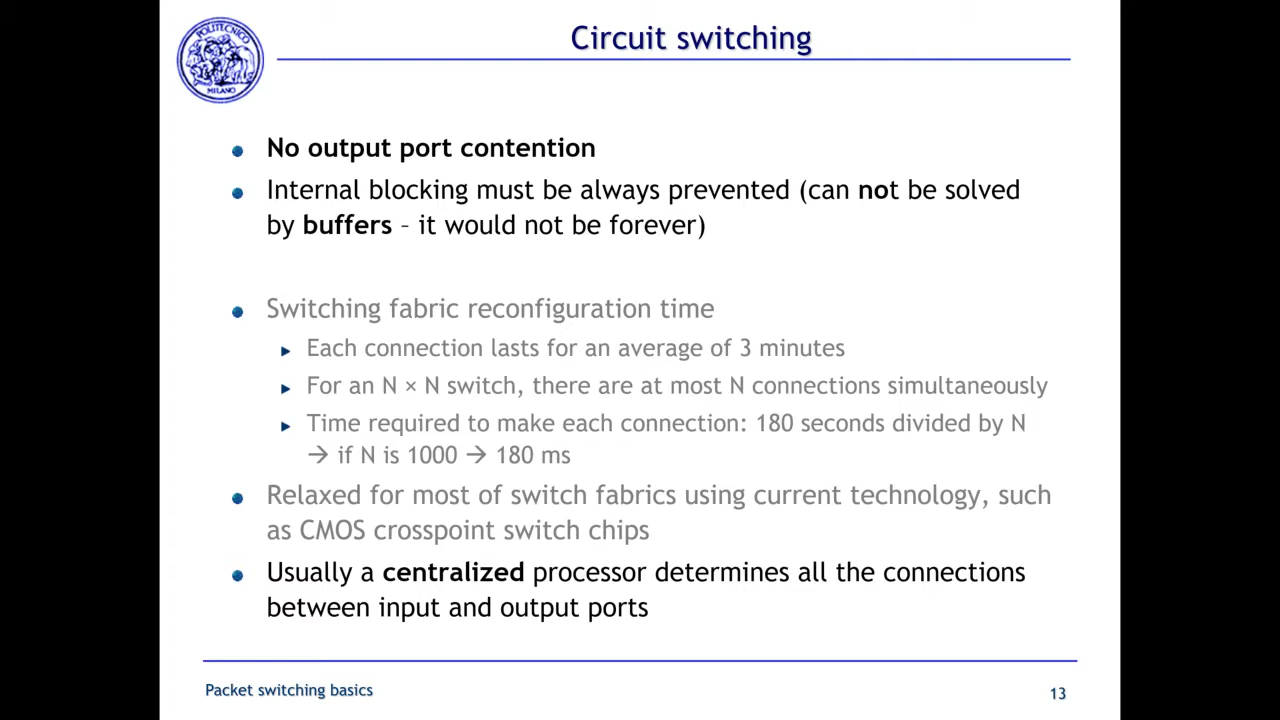 POLITECNICO
MILANO
Circuit switching
No output port contention
Internal blocking must be always prevented (can not be solved
by buffers – it would not be forever)
Switching fabric reconfiguration time
Each connection lasts for an average of 3 minutes
For an N × N switch, there are at most N connections simultaneously
Time required to make each connection: 180 seconds divided by N
→ if N is 1000 → 180 ms
Relaxed for most of switch fabrics using current technology, such
as CMOS crosspoint switch chips
Usually a centralized processor determines all the connections
between input and output ports
Packet switching basics
13